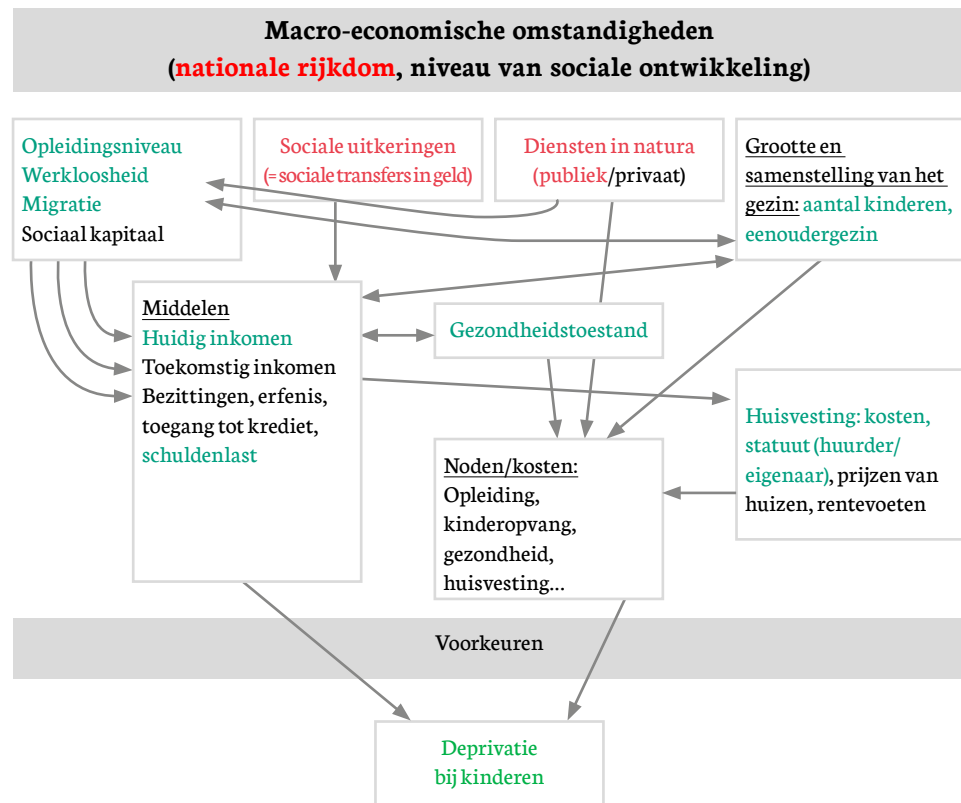 Macro-economische omstandigheden
(nationale rijkdom, niveau van sociale ontwikkeling)
Opleidingsniveau
Werkloosheid
Migratie
Sociaal kapitaal
Sociale uitkeringen
(= sociale transfers in geld)
Diensten in natura
(publiek/privaat)
Grootte en
samenstelling van het
gezin: aantal kinderen,
eenoudergezin
Middelen
Huidig inkomen
Toekomstig inkomen
Bezittingen, erfenis,
toegang tot krediet,
schuldenlast
Gezondheidstoestand
Huisvesting: kosten,
statuut (huurder/
eigenaar), prijzen van
huizen, rentevoeten
Noden/kosten:
Opleiding,
kinderopvang,
gezondheid,
huisvesting...
Voorkeuren
Deprivatie
bij kinderen